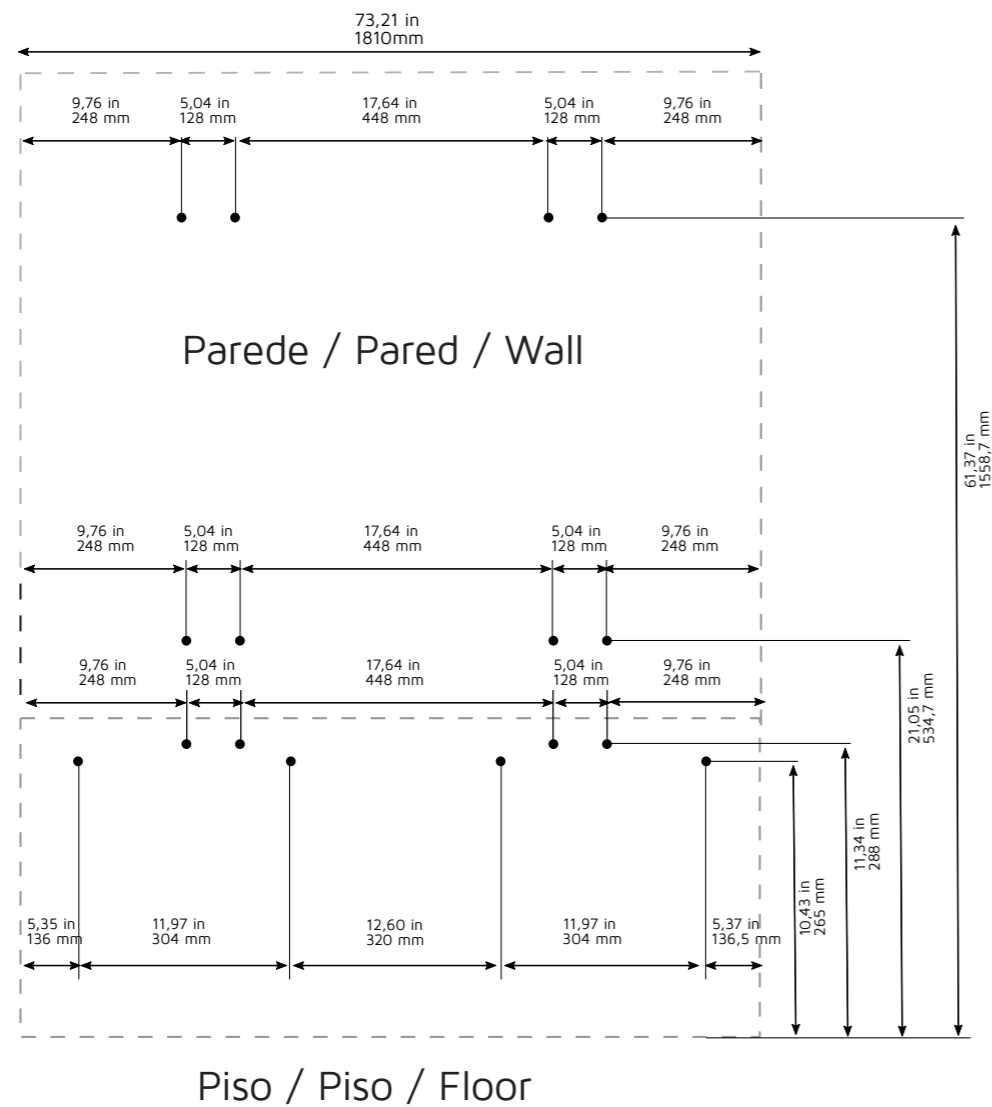 73,21 in
1810mm
9,76 in
248 mm
5,04 in
128 mm
17,64 in
448 mm
5,04 in
128 mm
9,76 in
248 mm
Parede / Pared / Wall
61,37 in
1558,7 mm
9,76 in
248 mm
5,04 in
128 mm
17,64 in
448 mm
5,04 in
128 mm
9,76 in
248 mm
9,76 in
248 mm
5,04 in
128 mm
17,64 in
448 mm
5,04 in
128 mm
9,76 in
248 mm
21,05 in
534,7 mm
11,34 in
288 mm
10,43 in
265 mm
5,35 in
136 mm
11,97 in
304 mm
12,60 in
320 mm
11,97 in
304 mm
5,37 in
136,5 mm
Piso / Piso / Floor